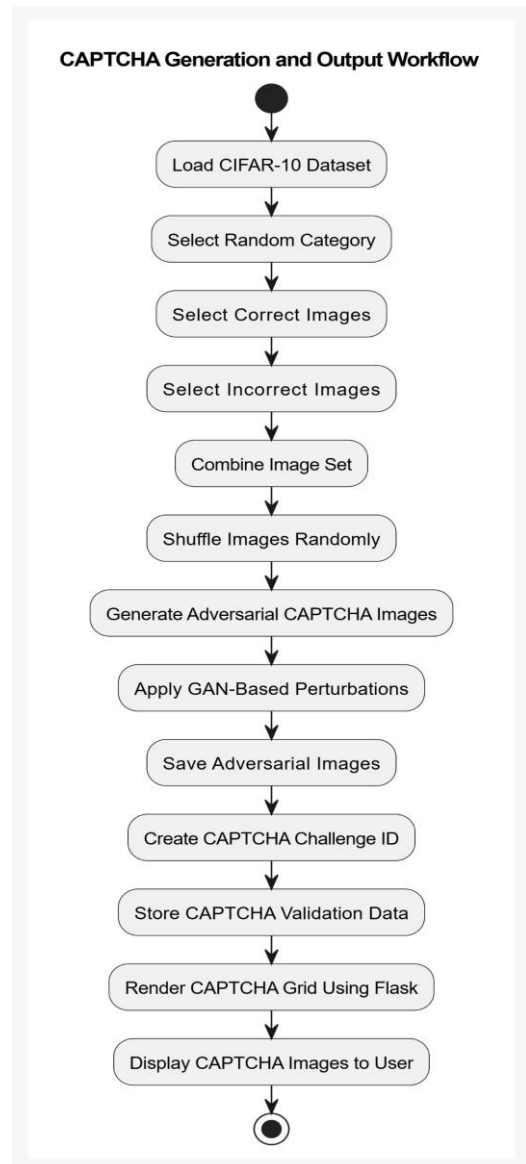 CAPTCHA Generation and Output Workflow
Load CIFAR-10 Dataset
Select Random Category
Select Correct Images
Select Incorrect Images
Combine Image Set
Shuffle Images Randomly
Generate Adversarial CAPTCHA Images
Apply GAN-Based Perturbations
Save Adversarial Images
Create CAPTCHA Challenge ID
Store CAPTCHA Validation Data
Render CAPTCHA Grid Using Flask
Display CAPTCHA Images to User